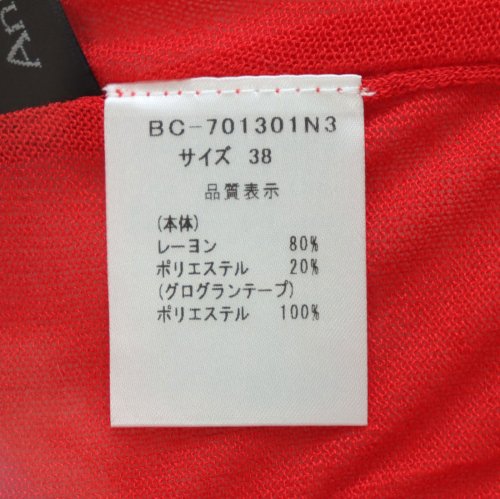 An
BC-701301N3
サイズ 38
品質表示
(本体)
レーヨン 80%
ポリエステル 20%
(グログランテープ)
ポリエステル 100%